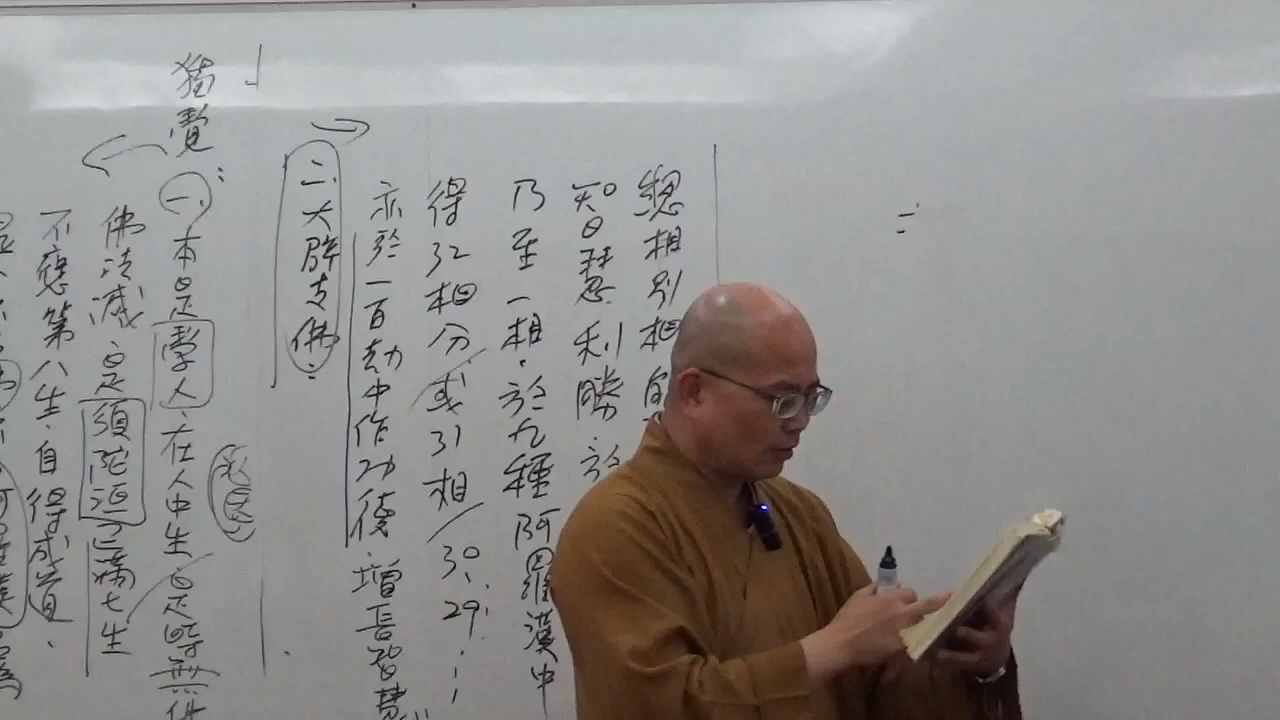 總相別相
智慧利勝於
乃至一相·於九種阿羅漢中
得32相分·或31相 30、29、
亦於一百劫中作功德·增長智慧
二、大辟支佛：
獨覺：
一、本是學人·在人中生是時無佛
佛法滅 是須陀洹已滿七生
不應第八生·自得成道·